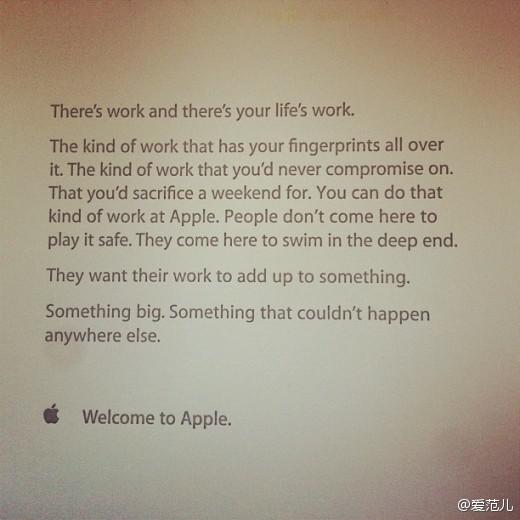 There's work and there's your life's work.
The kind of work that has your fingerprints all over
it. The kind of work that you'd never compromise on.
That you'd sacrifice a weekend for. You can do that
kind of work at Apple. People don't come here to
play it safe. They come here to swim in the deep end.
They want their work to add up to something.
Something big. Something that couldn't happen
anywhere else.
Welcome to Apple.
@爱范儿